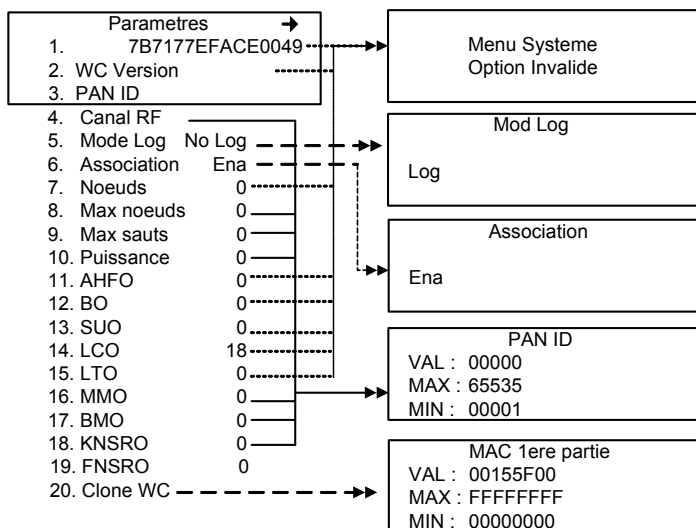 Parametres
1. 7B7177EFACE0049
2. WC Version
3. PAN ID
4. Canal RF
5. Mode Log No Log
6. Association Ena
7. Noeuds 0
8. Max noeuds 0
9. Max sauts 0
10. Puissance 0
11. AHFO 0
12. BO 0
13. SUO 0
14. LCO 18
15. LTO 0
16. MMO 0
17. BMO 0
18. KNSRO 0
19. FNSRO 0
20. Clone WC
Menu Systeme
Option Invalide
Mod Log
Log
Association
Ena
PAN ID
VAL : 00000
MAX : 65535
MIN : 00001
MAC 1ere partie
VAL : 00155F00
MAX : FFFFFFFF
MIN : 00000000